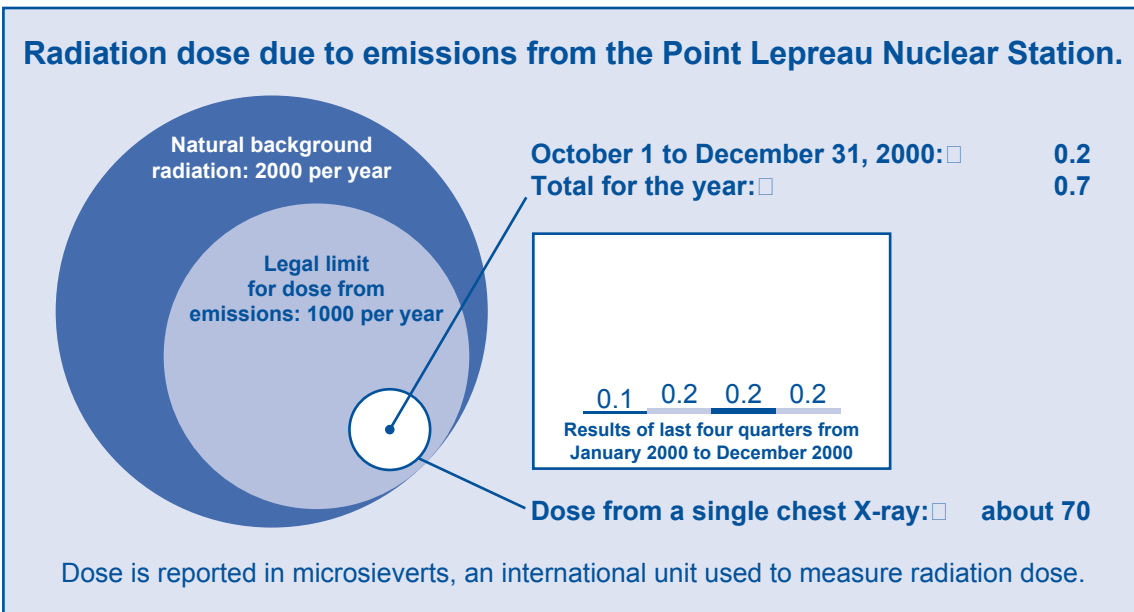 Radiation dose due to emissions from the Point Lepreau Nuclear Station.
Natural background
radiation: 2000 per year
Legal limit
for dose from
emissions: 1000 per year
October 1 to December 31, 2000:□ 0.2
Total for the year:□ 0.7
0.1 0.2 0.2 0.2
Results of last four quarters from
January 2000 to December 2000
Dose from a single chest X-ray:□ about 70
Dose is reported in microsieverts, an international unit used to measure radiation dose.